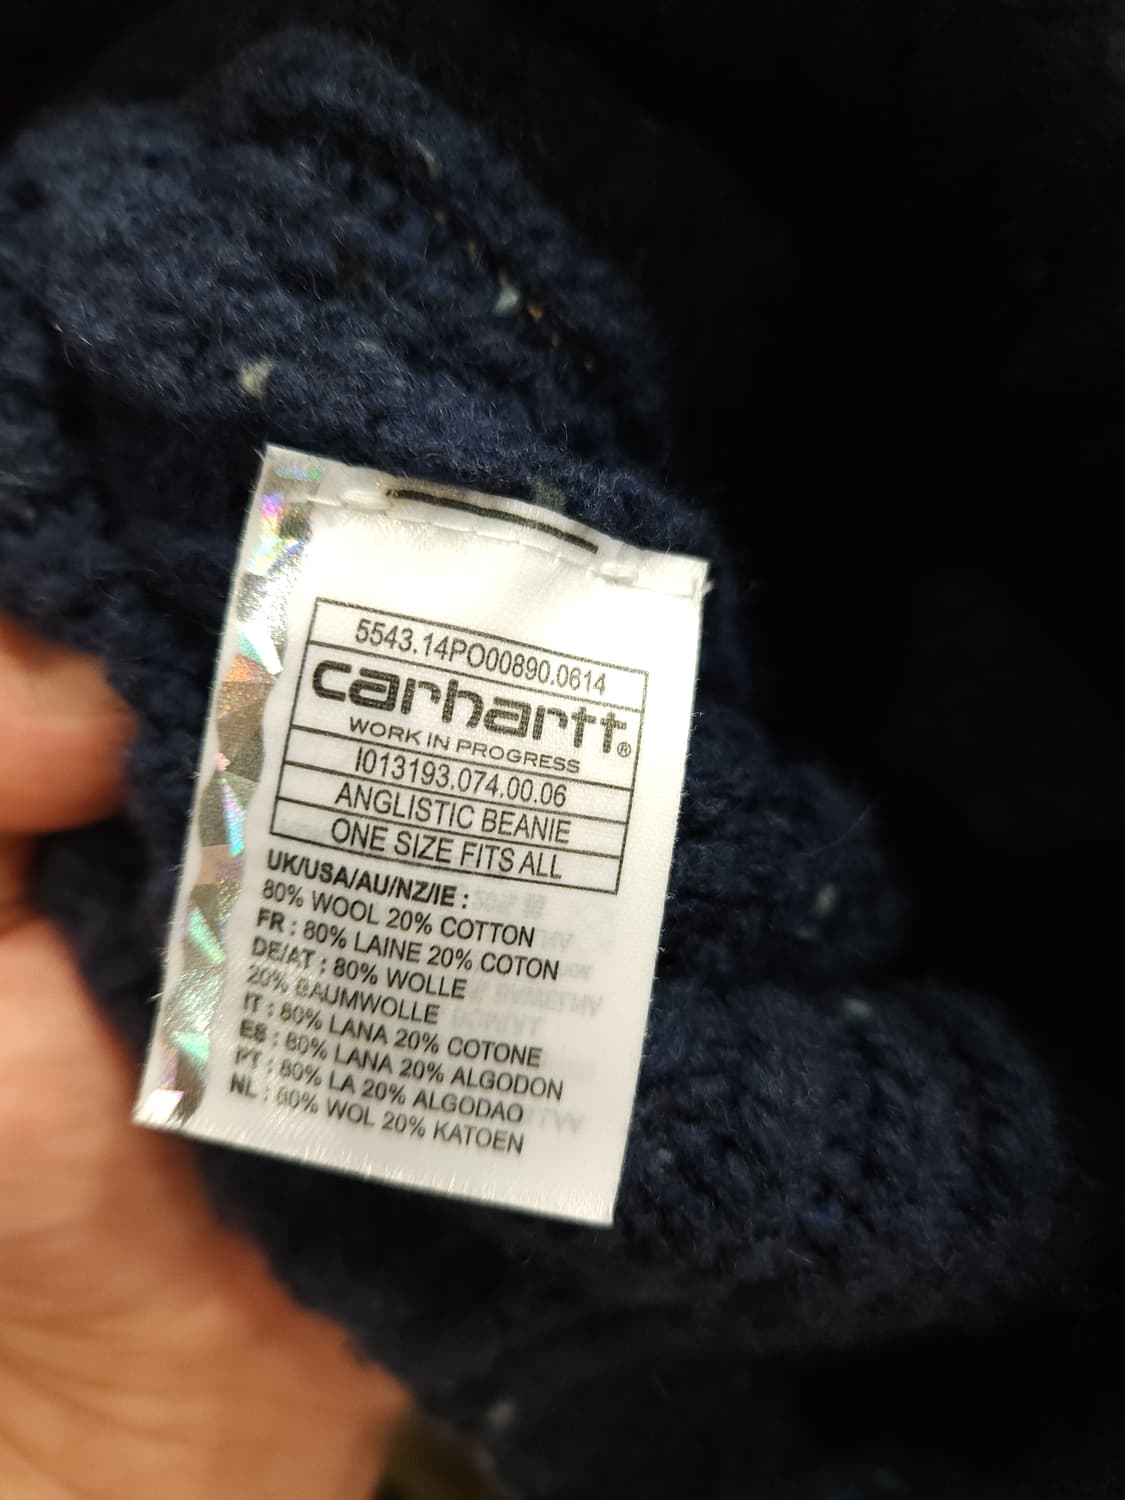 5543.14PO00890.0614
carhartt®
WORK IN PROGRESS
I013193.074.00.06
ANGLISTIC BEANIE
ONE SIZE FITS ALL
UK/USA/AU/NZ/IE :
80% WOOL 20% COTTON
FR : 80% LAINE 20% COTON
DE/AT : 80% WOLLE
20% BAUMWOLLE
IT : 80% LANA 20% COTONE
ES : 80% LANA 20% ALGODON
PT : 80% LA 20% ALGODAO
NL : 80% WOL 20% KATOEN